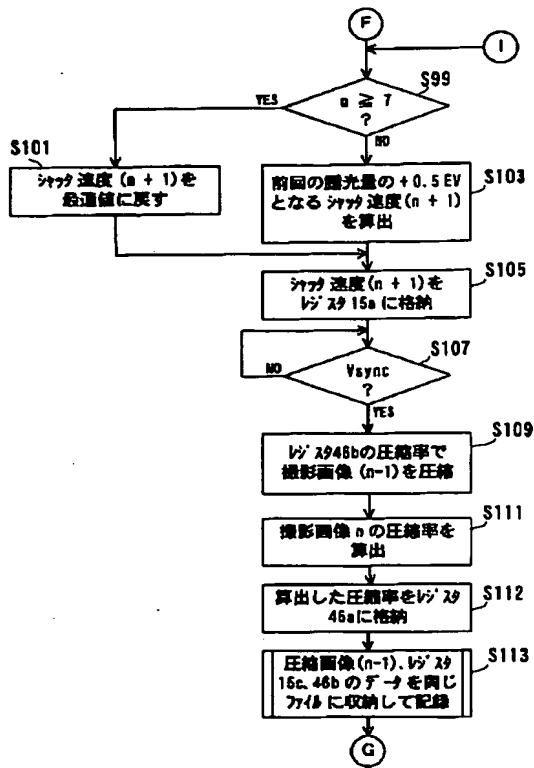 F
I
S99
n ≧ 7
?
YES
NO
S101
ｼｬｯﾀ 速度 (n + 1) を
最適値に戻す
S103
前回の露光量の +0.5 EV
となる ｼｬｯﾀ 速度 (n + 1)
を算出
S105
ｼｬｯﾀ 速度 (n + 1) を
ﾚｼﾞｽﾀ 15a に格納
S107
Vsync
?
NO
YES
S109
ﾚｼﾞｽﾀ46bの圧縮率で
撮影画像 (n-1) を圧縮
S111
撮影画像 n の圧縮率を
算出
S112
算出した圧縮率をﾚｼﾞｽﾀ
46aに格納
S113
圧縮画像(n-1)、ﾚｼﾞｽﾀ
15c、46b のﾃﾞｰﾀを同じ
ﾌｧｲﾙに収納して記録
G